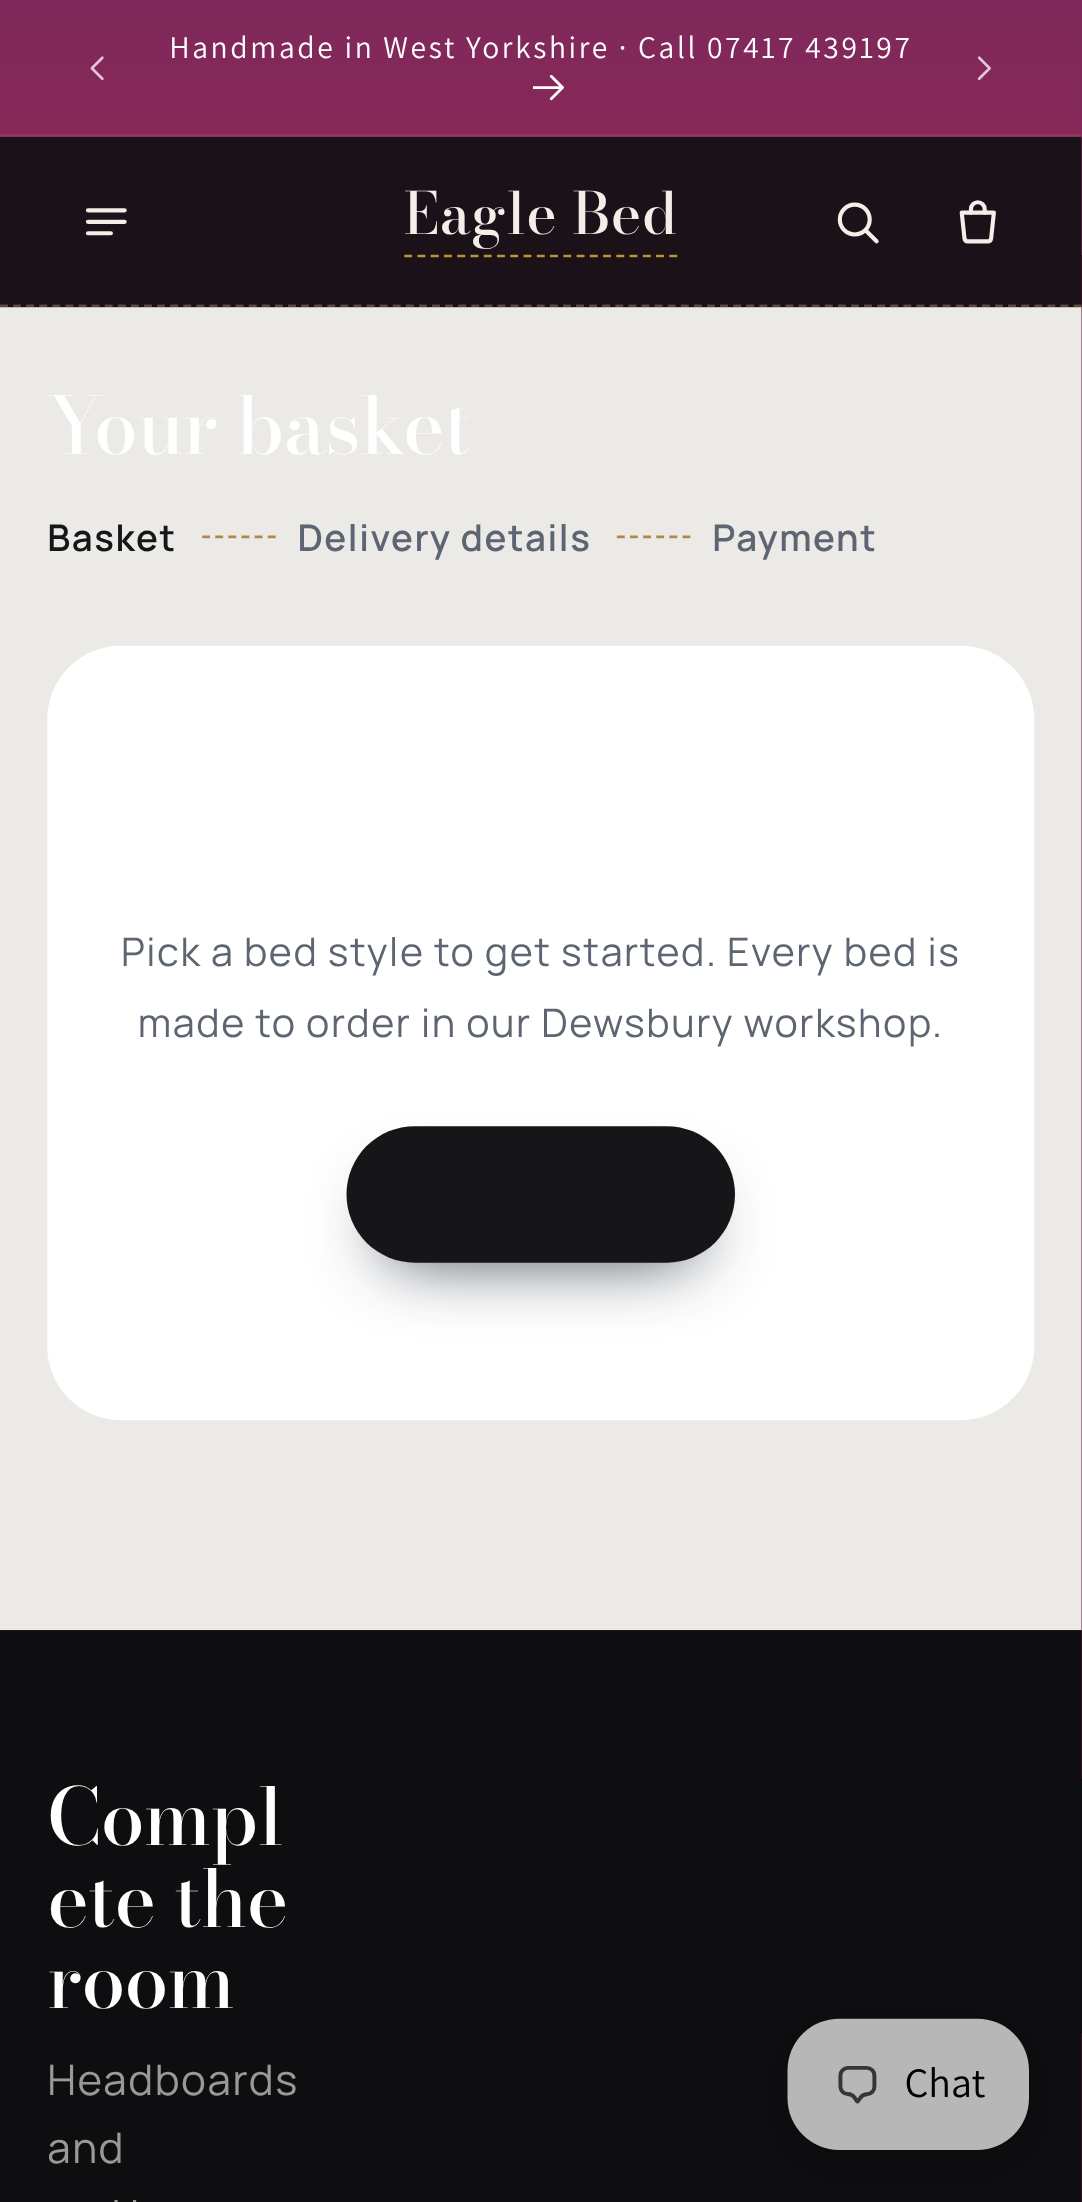 Handmade in West Yorkshire · Call 07417 439197
→
Eagle Bed
Your basket
Basket ------ Delivery details ------ Payment
Pick a bed style to get started. Every bed is
made to order in our Dewsbury workshop.
Compl
ete the
room
Headboards
and
Chat